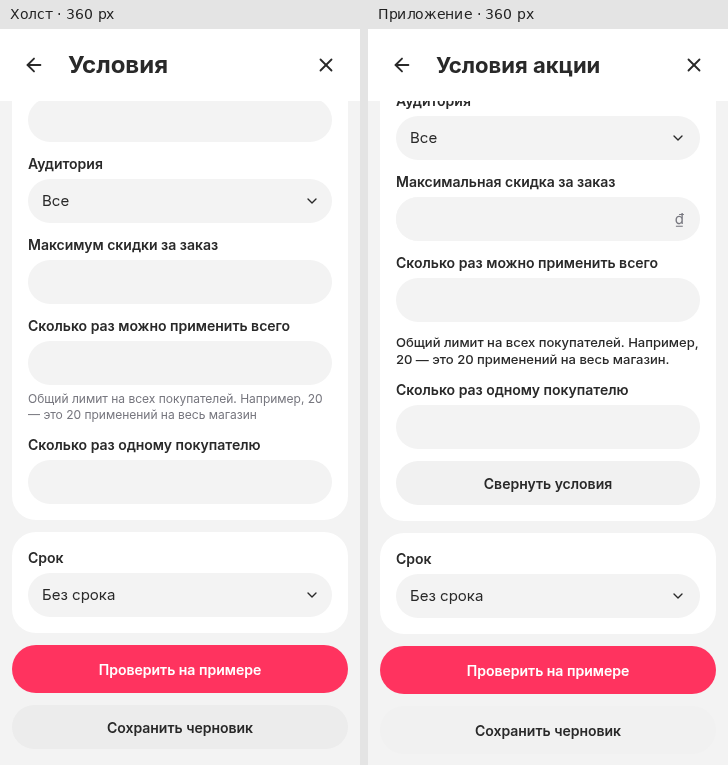 Холст · 360 px
Условия
Аудитория
Все
Максимум скидки за заказ
Сколько раз можно применить всего
Общий лимит на всех покупателей. Например, 20
— это 20 применений на весь магазин
Сколько раз одному покупателю
Срок
Без срока
Проверить на примере
Сохранить черновик
Приложение · 360 px
Условия акции
Аудитория
Все
Максимальная скидка за заказ
₫
Сколько раз можно применить всего
Общий лимит на всех покупателей. Например,
20 — это 20 применений на весь магазин.
Сколько раз одному покупателю
Свернуть условия
Срок
Без срока
Проверить на примере
Сохранить черновик